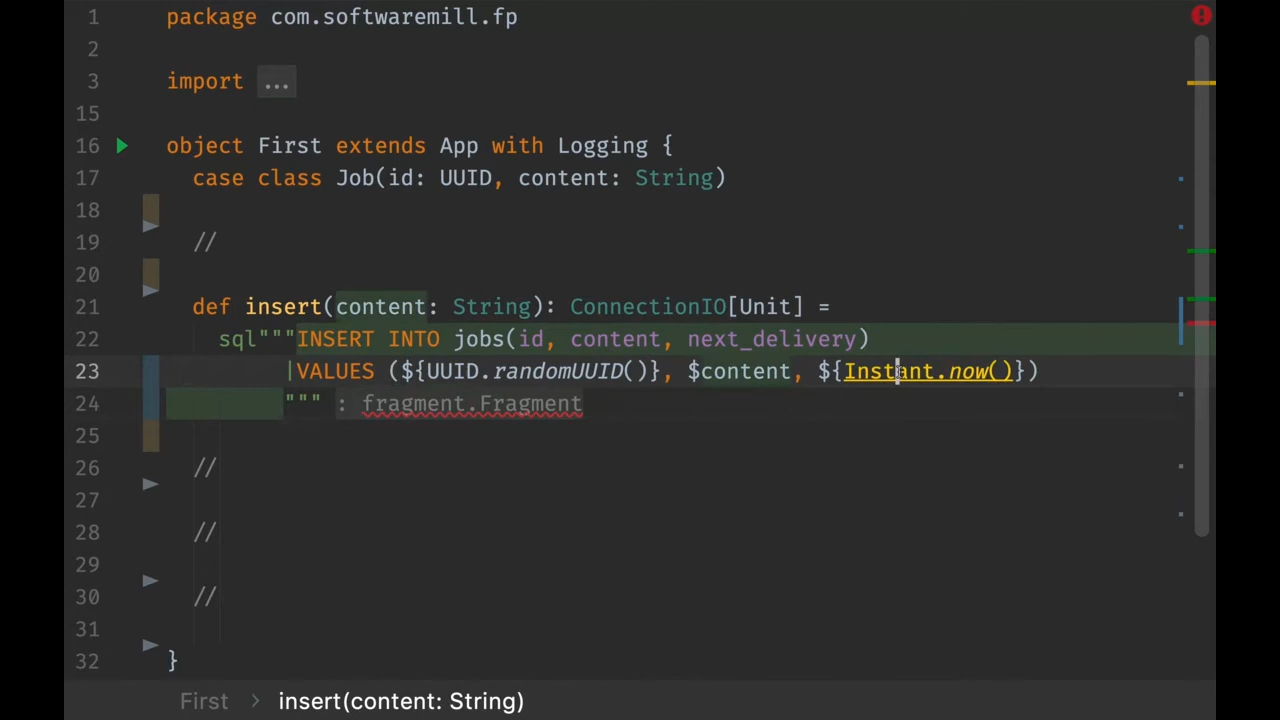 1 package com.softwaremill.fp
2
3 import ...
15
16 object First extends App with Logging {
17 case class Job(id: UUID, content: String)
18
19 //
20
21 def insert(content: String): ConnectionIO[Unit] =
22 sql"""INSERT INTO jobs(id, content, next_delivery)
23 |VALUES (${UUID.randomUUID()}, $content, ${Instant.now()})
24 """ : fragment.Fragment
25
26 //
27
28 //
29
30 //
31
32 }
First > insert(content: String)